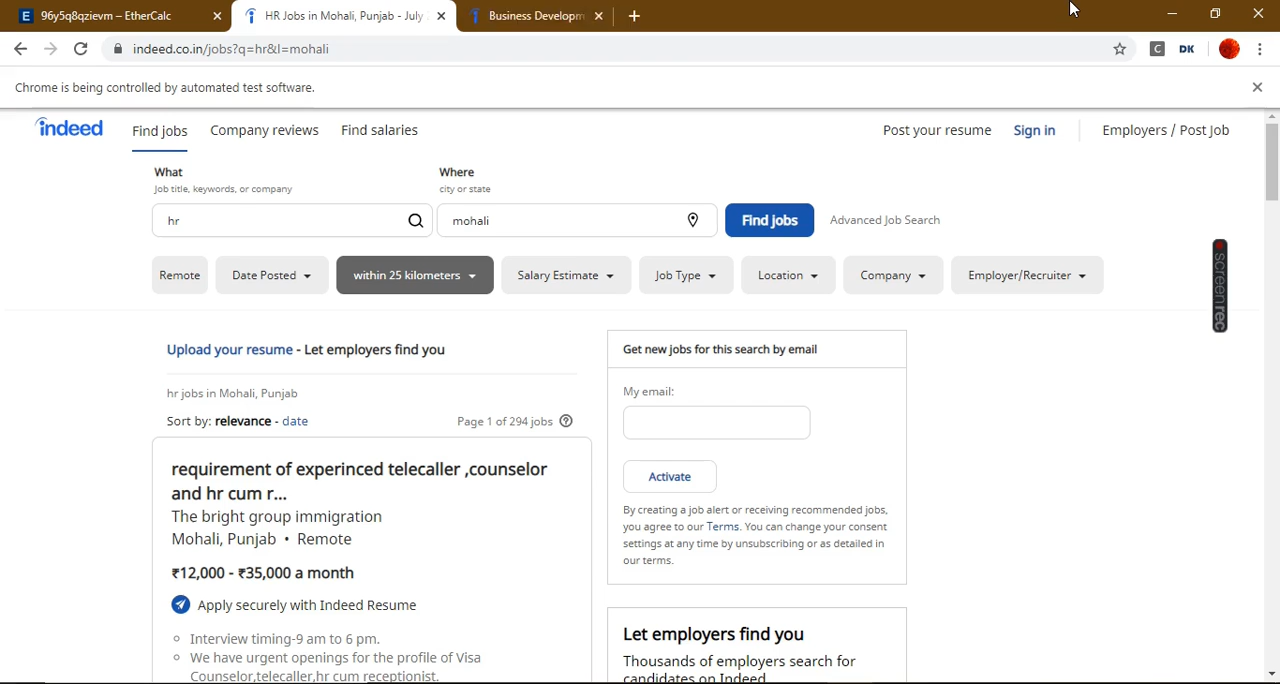 96y5q8qzievm – EtherCalc
HR Jobs in Mohali, Punjab - July
Business Developm
indeed.co.in/jobs?q=hr&l=mohali
C
DK
Chrome is being controlled by automated test software.
indeed
Find jobs
Company reviews
Find salaries
Post your resume
Sign in
Employers / Post Job
What
Job title, keywords, or company
Where
city or state
hr
mohali
Find jobs
Advanced Job Search
Remote
Date Posted
within 25 kilometers
Salary Estimate
Job Type
Location
Company
Employer/Recruiter
screenrec
Upload your resume - Let employers find you
hr jobs in Mohali, Punjab
Sort by: relevance - date
Page 1 of 294 jobs
requirement of experinced telecaller ,counselor
and hr cum r...
The bright group immigration
Mohali, Punjab • Remote
₹12,000 - ₹35,000 a month
Apply securely with Indeed Resume
Interview timing-9 am to 6 pm.
We have urgent openings for the profile of Visa
Counselor,telecaller,hr cum receptionist.
Get new jobs for this search by email
My email:
Activate
By creating a job alert or receiving recommended jobs,
you agree to our Terms. You can change your consent
settings at any time by unsubscribing or as detailed in
our terms.
Let employers find you
Thousands of employers search for
candidates on Indeed